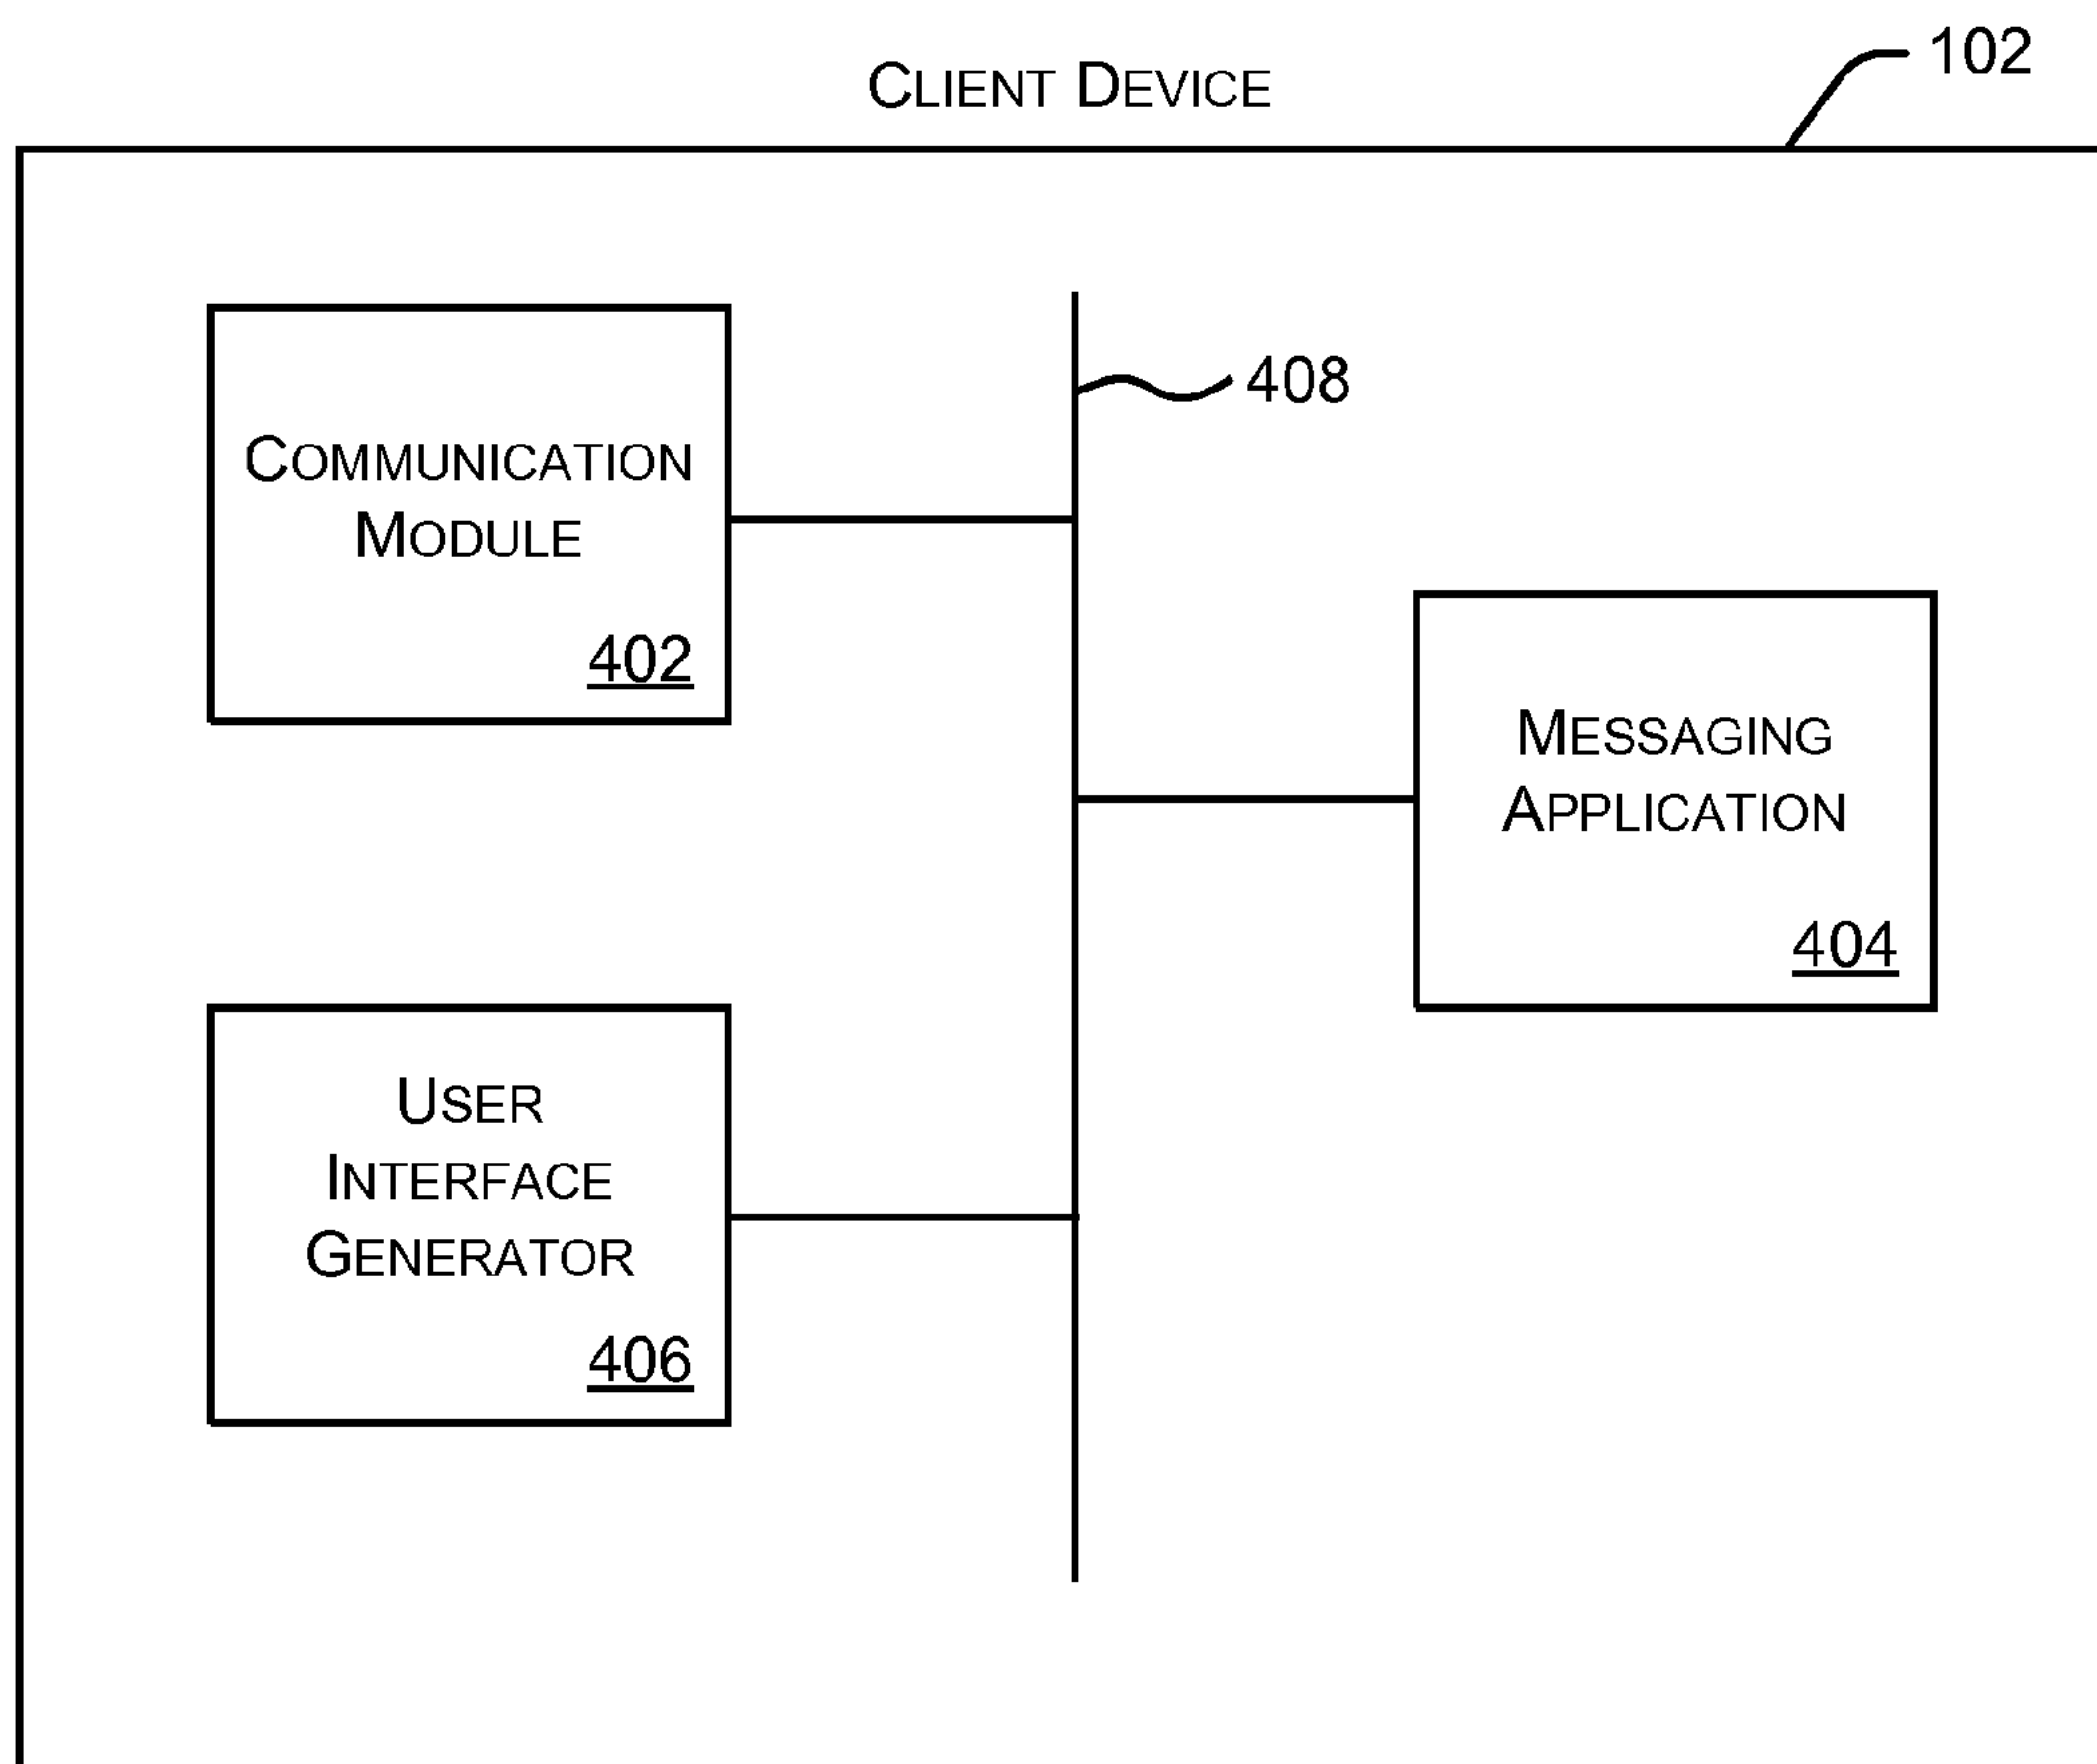 CLIENT DEVICE
102
408
COMMUNICATION
MODULE
402
MESSAGING
APPLICATION
404
USER
INTERFACE
GENERATOR
406